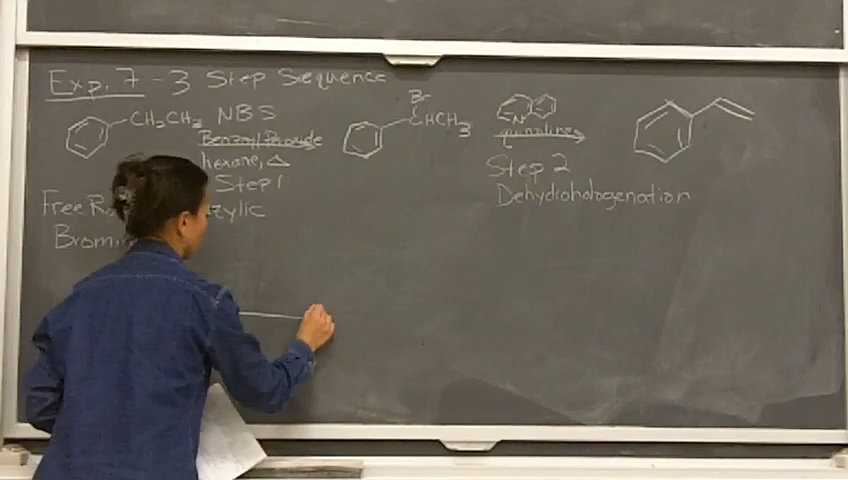 Exp. 7 - 3 Step Sequence
CH2CH3 NBS
Benzoyl Peroxide
hexane, △
Step 1
Free zylic
Br
CHCH3
N
quinoline
Step 2
Dehydrohalogenation